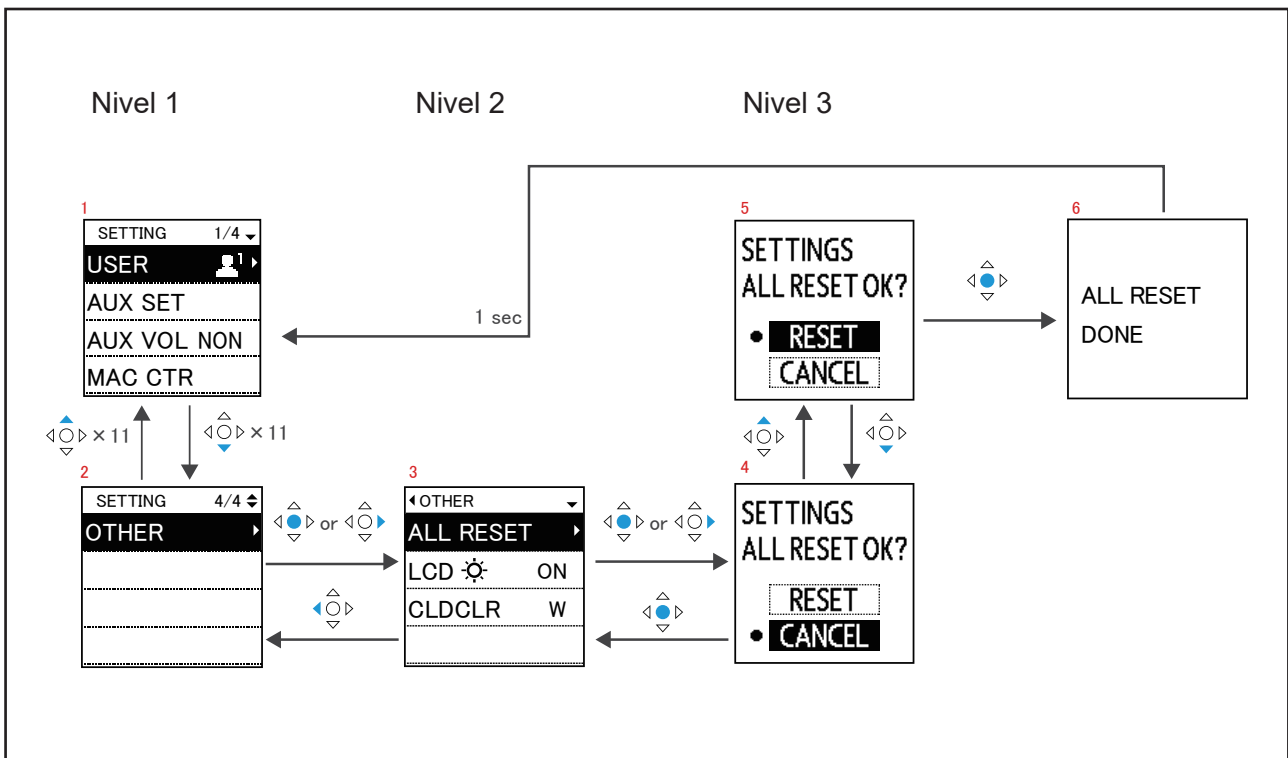 Nivel 1
Nivel 2
Nivel 3
1
SETTING 1/4
USER 1
AUX SET
AUX VOL NON
MAC CTR
1 sec
5
SETTINGS
ALL RESET OK?
RESET
CANCEL
6
ALL RESET
DONE
× 11
× 11
2
SETTING 4/4
OTHER
or
3
OTHER
ALL RESET
LCD ON
CLDCLR W
or
4
SETTINGS
ALL RESET OK?
RESET
CANCEL